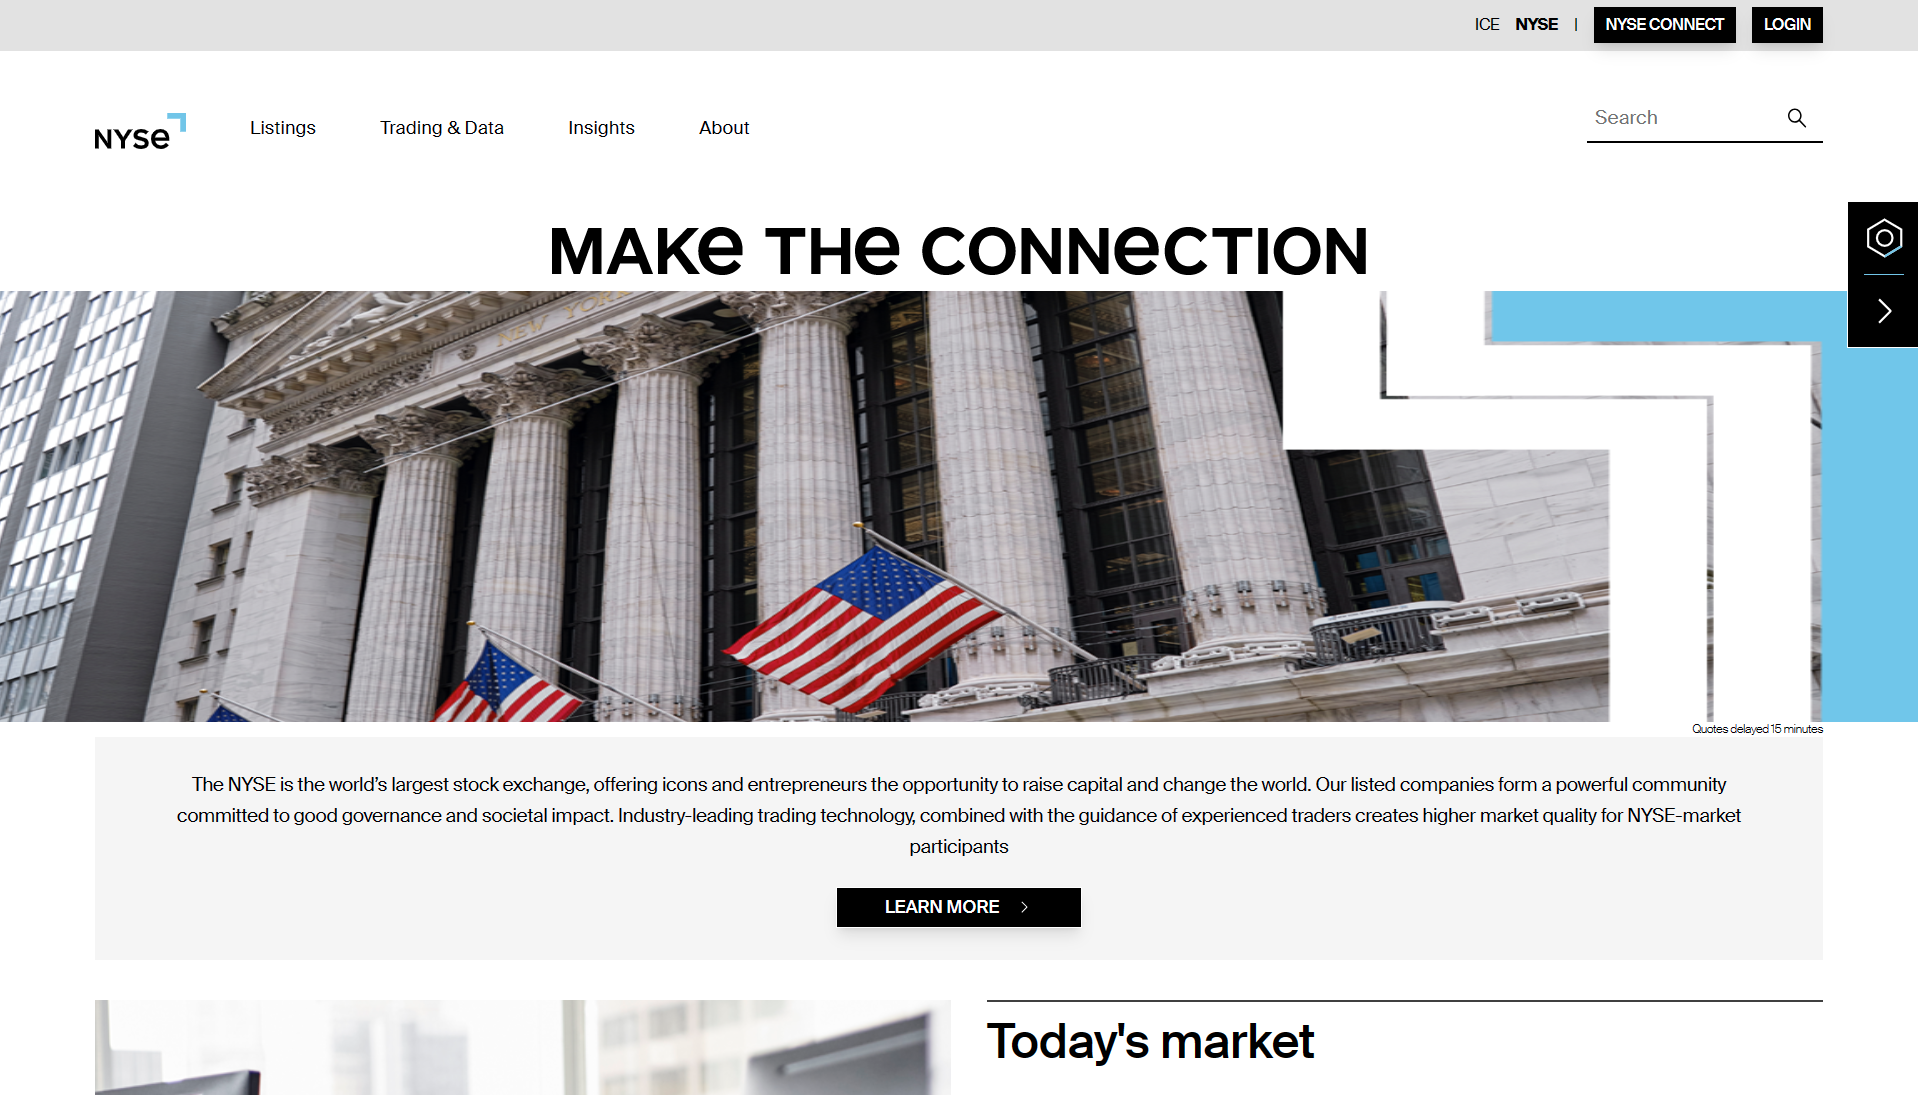 ICE NYSE | NYSE CONNECT LOGIN
NYSE Listings Trading & Data Insights About Search
MAKE THE CONNECTION
NEW YORK
Quotes delayed 15 minutes
The NYSE is the world’s largest stock exchange, offering icons and entrepreneurs the opportunity to raise capital and change the world. Our listed companies form a powerful community
committed to good governance and societal impact. Industry-leading trading technology, combined with the guidance of experienced traders creates higher market quality for NYSE-market
participants
LEARN MORE
Today's market